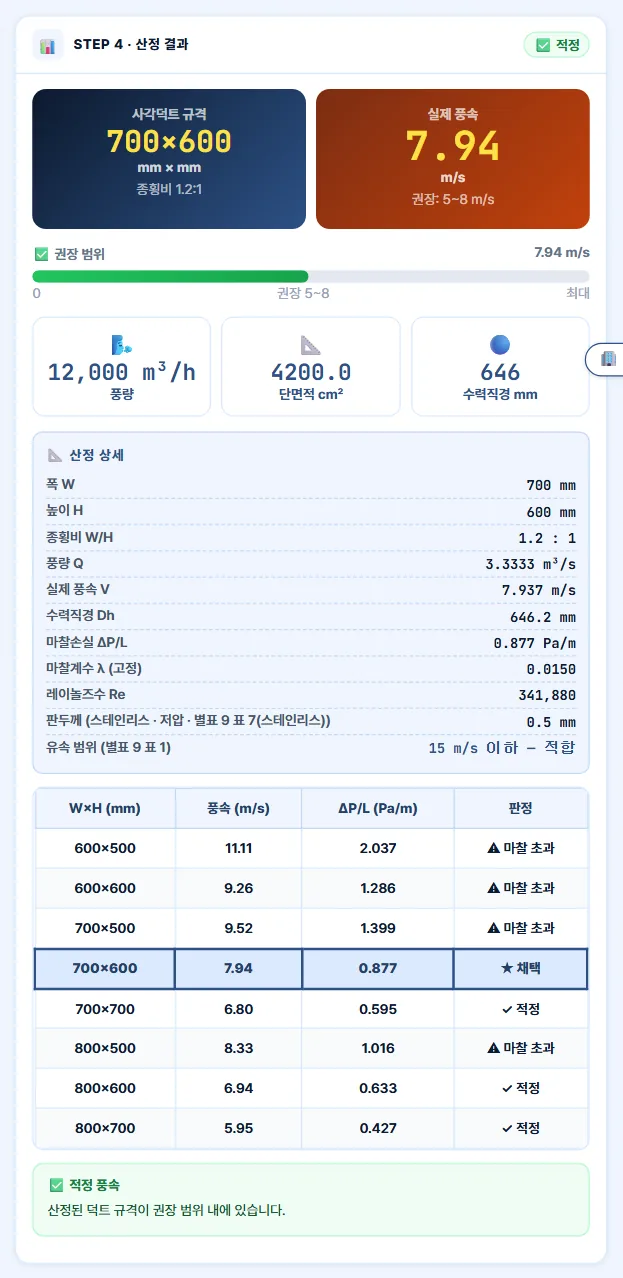 STEP 4 · 산정 결과
✅ 적정
사각덕트 규격
700×600
mm × mm
종횡비 1.2:1
실제 풍속
7.94
m/s
권장: 5~8 m/s
✅ 권장 범위
7.94 m/s
0
권장 5~8
최대
12,000 m³/h
풍량
4200.0
단면적 cm²
646
수력직경 mm
산정 상세
폭 W 700 mm
높이 H 600 mm
종횡비 W/H 1.2 : 1
풍량 Q 3.3333 m³/s
실제 풍속 V 7.937 m/s
수력직경 Dh 646.2 mm
마찰손실 ΔP/L 0.877 Pa/m
마찰계수 λ (고정) 0.0150
레이놀즈수 Re 341,880
판두께 (스테인리스 · 저압 · 별표 9 표 7(스테인리스)) 0.5 mm
유속 범위 (별표 9 표 1) 15 m/s 이하 — 적합
W×H (mm) 풍속 (m/s) ΔP/L (Pa/m) 판정
600×500 11.11 2.037 ⚠ 마찰 초과
600×600 9.26 1.286 ⚠ 마찰 초과
700×500 9.52 1.399 ⚠ 마찰 초과
700×600 7.94 0.877 ★ 채택
700×700 6.80 0.595 ✓ 적정
800×500 8.33 1.016 ⚠ 마찰 초과
800×600 6.94 0.633 ✓ 적정
800×700 5.95 0.427 ✓ 적정
✅ 적정 풍속
산정된 덕트 규격이 권장 범위 내에 있습니다.